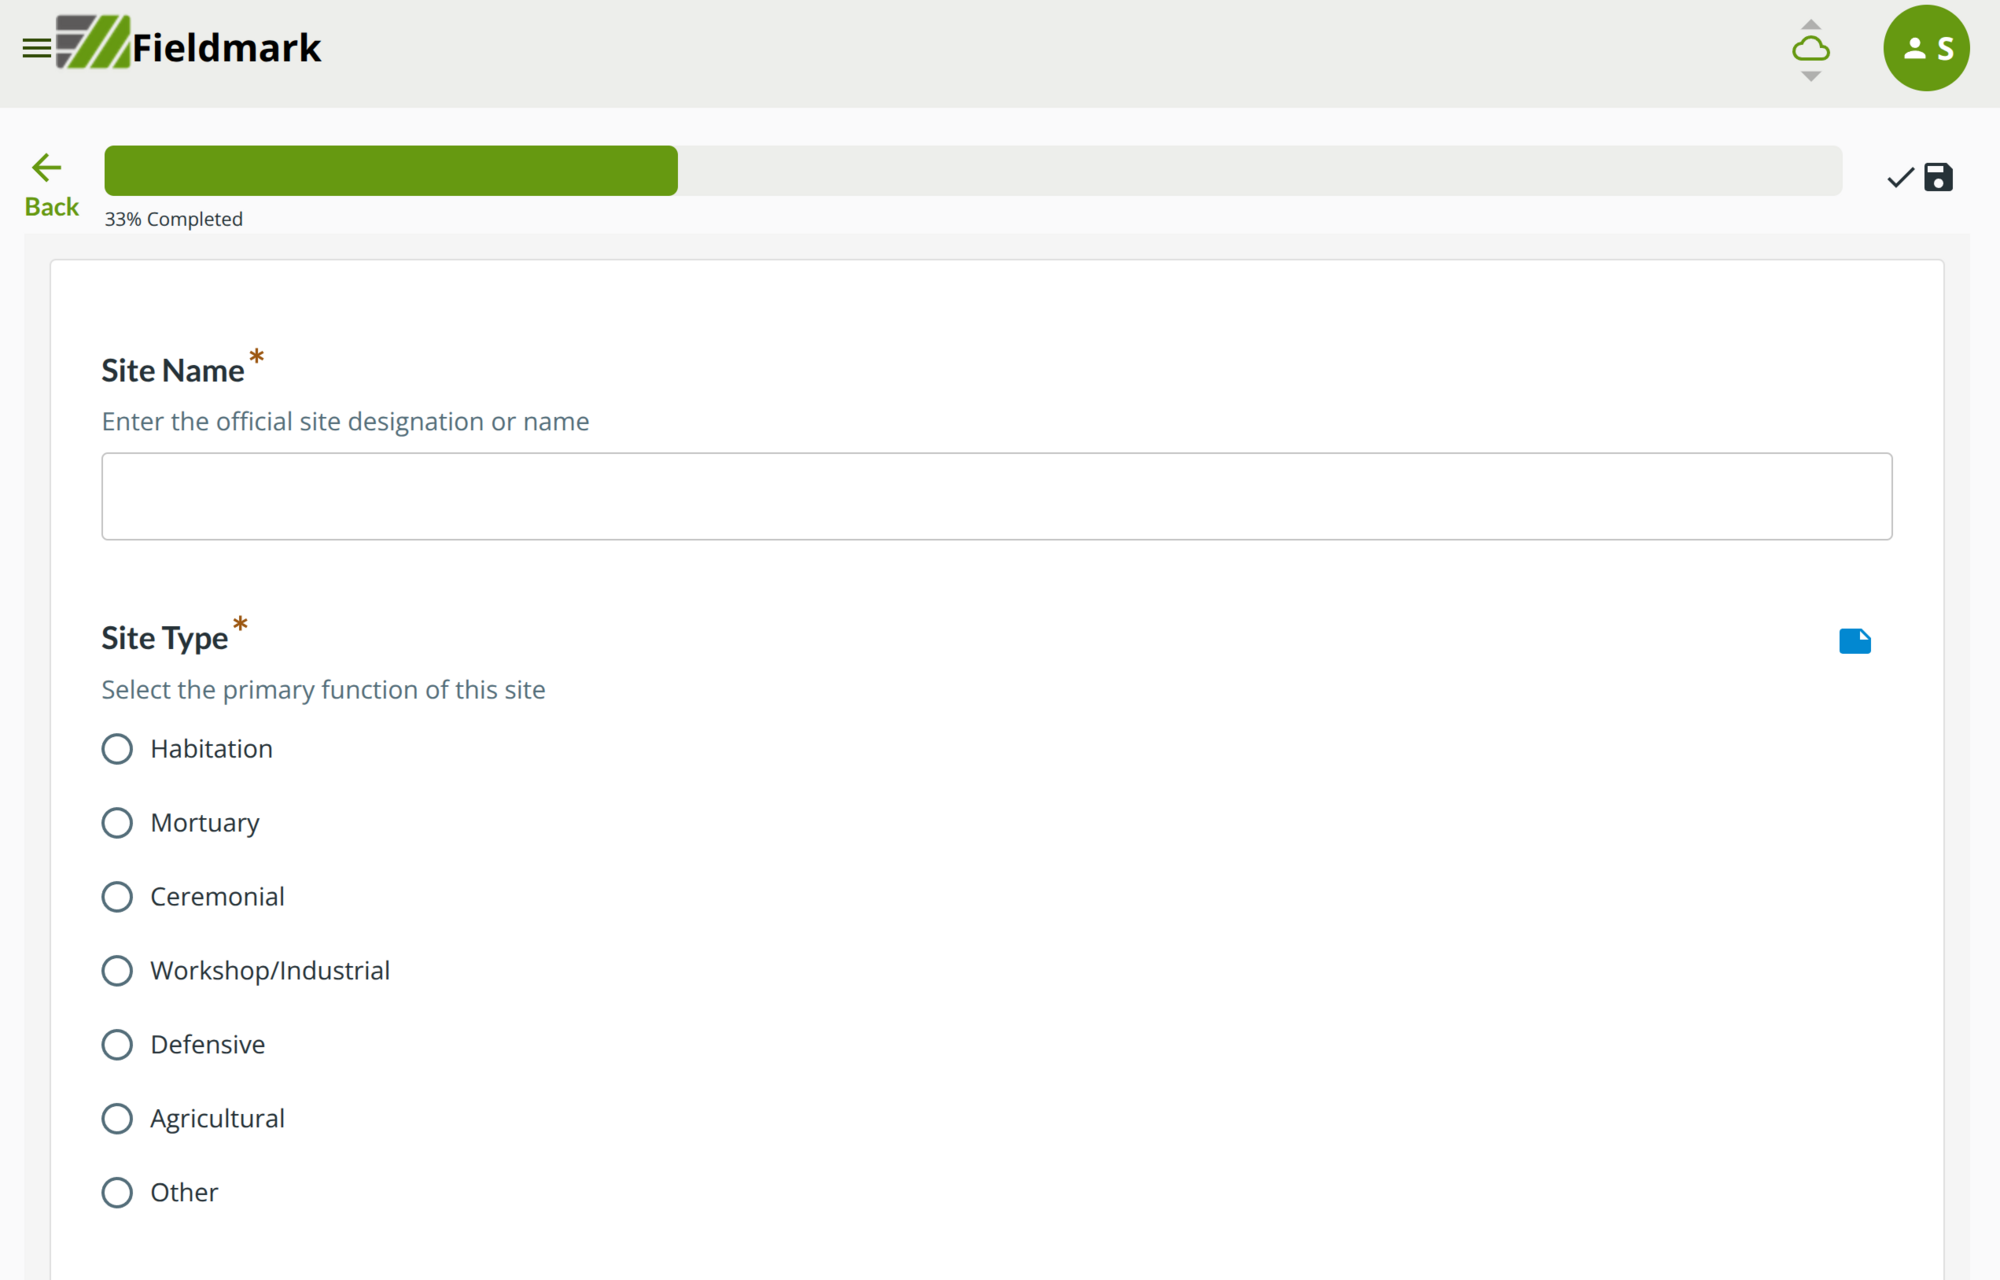 Fieldmark
S
Back
33% Completed
Site Name *
Enter the official site designation or name
Site Type *
Select the primary function of this site
Habitation
Mortuary
Ceremonial
Workshop/Industrial
Defensive
Agricultural
Other